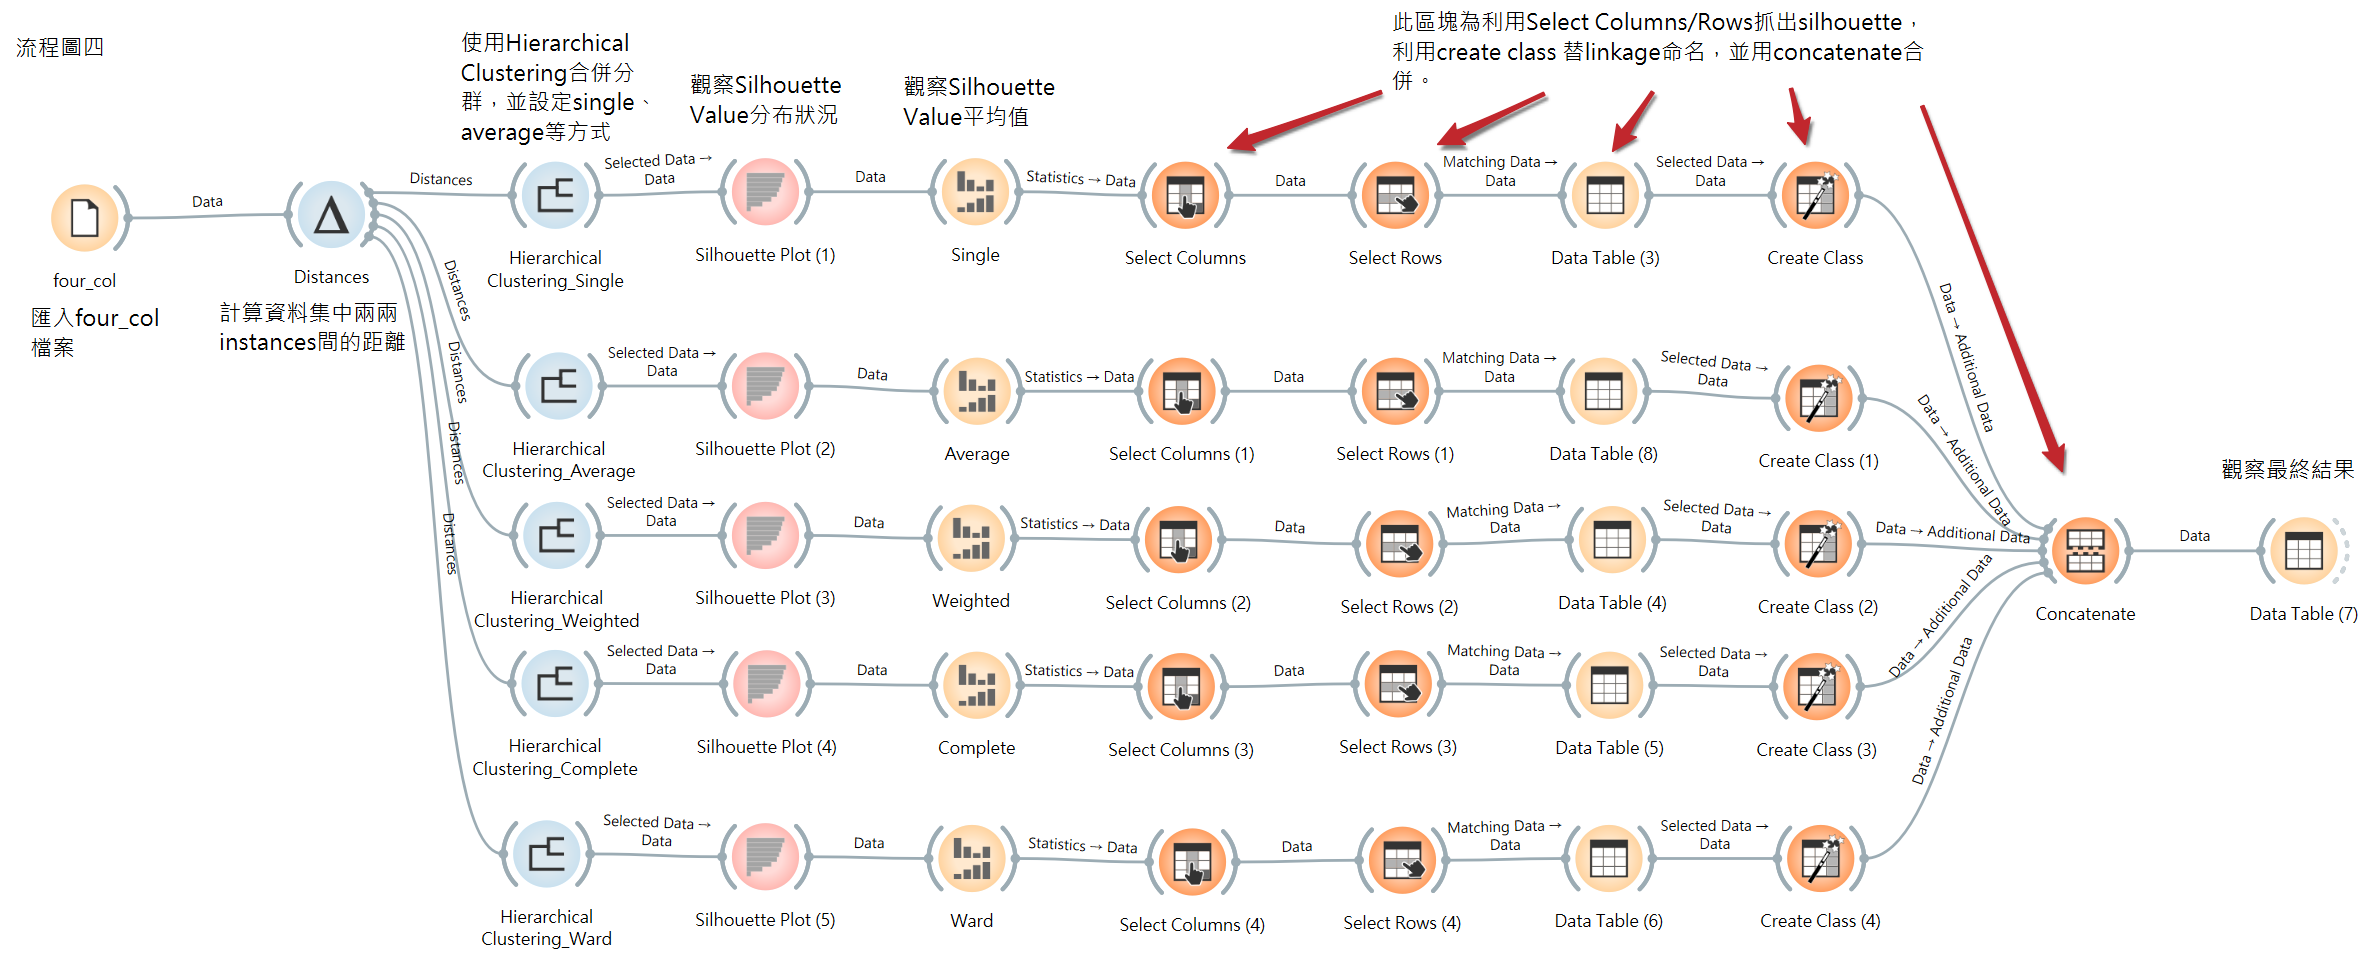 流程圖四
使用Hierarchical
Clustering合併分
群，並設定single、
average等方式
觀察Silhouette
Value分布狀況
觀察Silhouette
Value平均值
此區塊為利用Select Columns/Rows抓出silhouette，
利用create class 替linkage命名，並用concatenate合
併。
four_col
匯入four_col
檔案
Data
Distances
計算資料集中兩兩
instances間的距離
Distances
Hierarchical
Clustering_Single
Selected Data →
Data
Silhouette Plot (1)
Data
Single
Statistics → Data
Select Columns
Data
Select Rows
Matching Data →
Data
Data Table (3)
Selected Data →
Data
Create Class
Data → Additional Data
Distances
Hierarchical
Clustering_Average
Selected Data →
Data
Silhouette Plot (2)
Data
Average
Statistics → Data
Select Columns (1)
Data
Select Rows (1)
Matching Data →
Data
Data Table (8)
Selected Data →
Data
Create Class (1)
Data → Additional Data
Distances
Hierarchical
Clustering_Weighted
Selected Data →
Data
Silhouette Plot (3)
Data
Weighted
Statistics → Data
Select Columns (2)
Data
Select Rows (2)
Matching Data →
Data
Data Table (4)
Selected Data →
Data
Create Class (2)
Data → Additional Data
Distances
Hierarchical
Clustering_Complete
Selected Data →
Data
Silhouette Plot (4)
Data
Complete
Statistics → Data
Select Columns (3)
Data
Select Rows (3)
Matching Data →
Data
Data Table (5)
Selected Data →
Data
Create Class (3)
Data → Additional Data
Distances
Hierarchical
Clustering_Ward
Selected Data →
Data
Silhouette Plot (5)
Data
Ward
Statistics → Data
Select Columns (4)
Data
Select Rows (4)
Matching Data →
Data
Data Table (6)
Selected Data →
Data
Create Class (4)
Data → Additional Data
Concatenate
Data
觀察最終結果
Data Table (7)